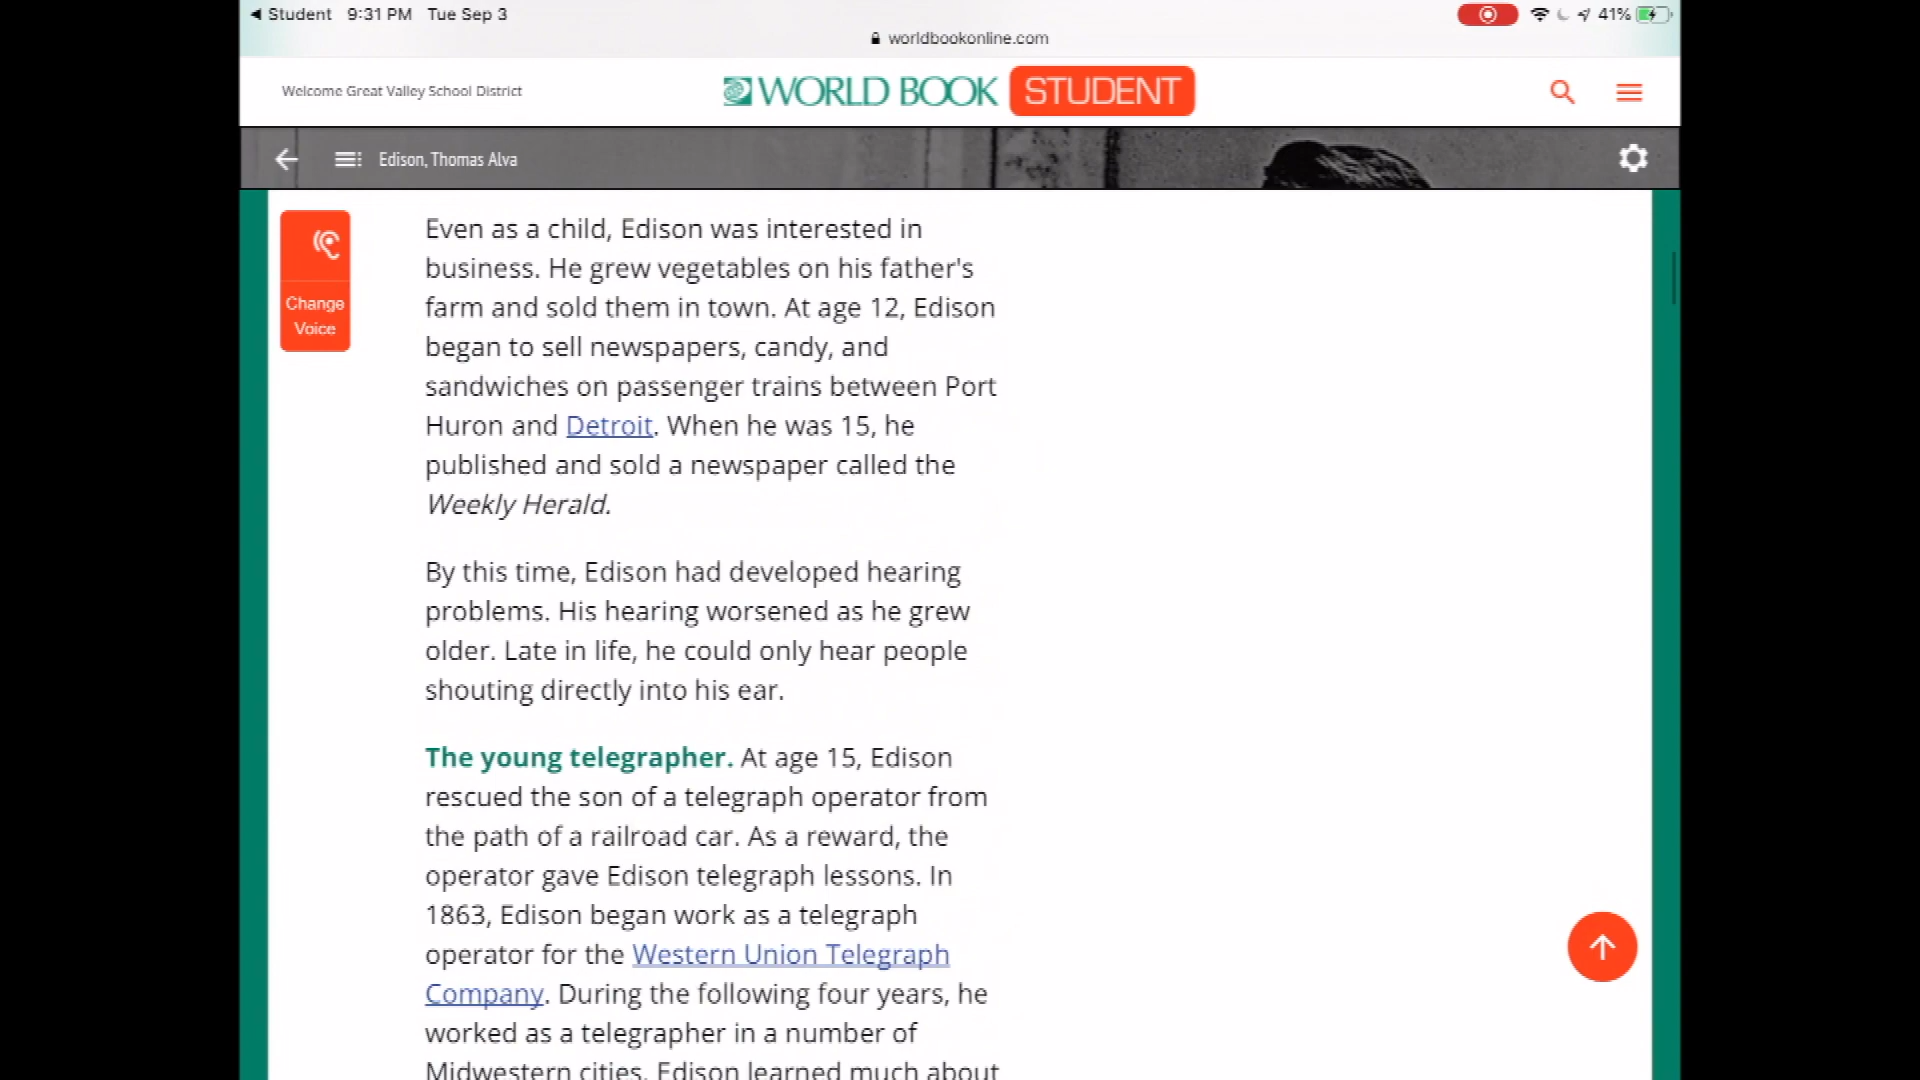 Student 9:31 PM Tue Sep 3 41%
worldbookonline.com
Welcome Great Valley School District
WORLD BOOK STUDENT
Edison, Thomas Alva
Change
Voice
Even as a child, Edison was interested in
business. He grew vegetables on his father's
farm and sold them in town. At age 12, Edison
began to sell newspapers, candy, and
sandwiches on passenger trains between Port
Huron and Detroit. When he was 15, he
published and sold a newspaper called the
Weekly Herald.
By this time, Edison had developed hearing
problems. His hearing worsened as he grew
older. Late in life, he could only hear people
shouting directly into his ear.
The young telegrapher. At age 15, Edison
rescued the son of a telegraph operator from
the path of a railroad car. As a reward, the
operator gave Edison telegraph lessons. In
1863, Edison began work as a telegraph
operator for the Western Union Telegraph
Company. During the following four years, he
worked as a telegrapher in a number of
Midwestern cities. Edison learned much about